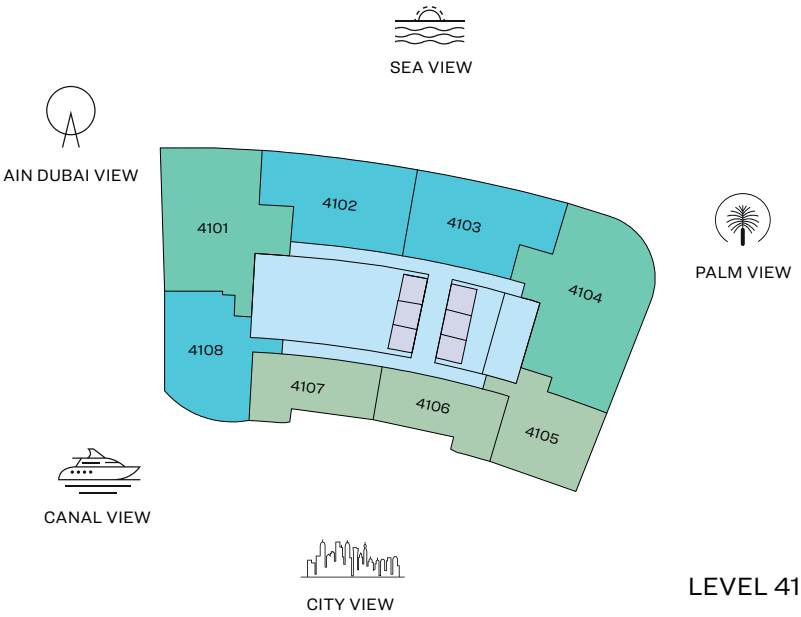 SEA VIEW
AIN DUBAI VIEW
4102
4103
4101
PALM VIEW
4104
4108
4107
4106
4105
CANAL VIEW
LEVEL 41
CITY VIEW